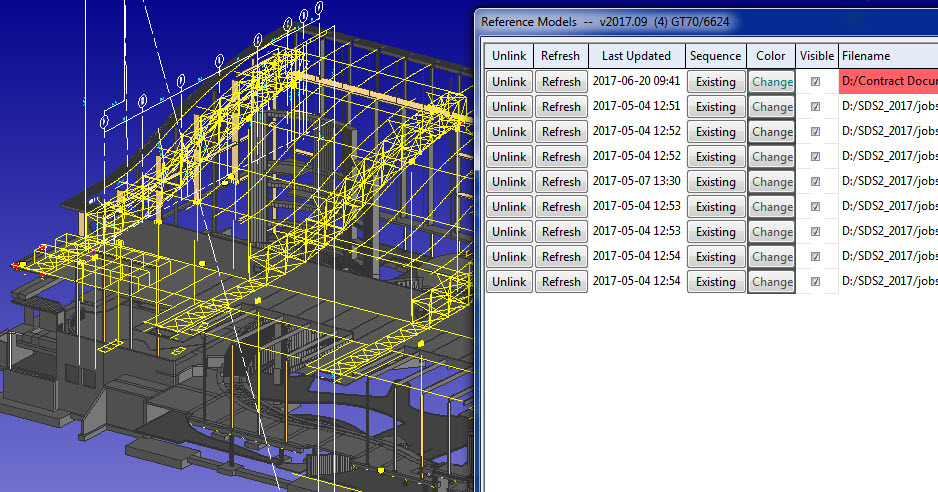 Reference Models -- v2017.09 (4) GT70/6624
Unlink Refresh Last Updated Sequence Color Visible Filename
Unlink Refresh 2017-06-20 09:41 Existing Change D:/Contract Docum
Unlink Refresh 2017-05-04 12:51 Existing Change D:/SDS2_2017/jobs
Unlink Refresh 2017-05-04 12:52 Existing Change D:/SDS2_2017/jobs
Unlink Refresh 2017-05-04 12:52 Existing Change D:/SDS2_2017/jobs
Unlink Refresh 2017-05-07 13:30 Existing Change D:/SDS2_2017/jobs
Unlink Refresh 2017-05-04 12:53 Existing Change D:/SDS2_2017/jobs
Unlink Refresh 2017-05-04 12:53 Existing Change D:/SDS2_2017/jobs
Unlink Refresh 2017-05-04 12:54 Existing Change D:/SDS2_2017/jobs
Unlink Refresh 2017-05-04 12:54 Existing Change D:/SDS2_2017/jobs